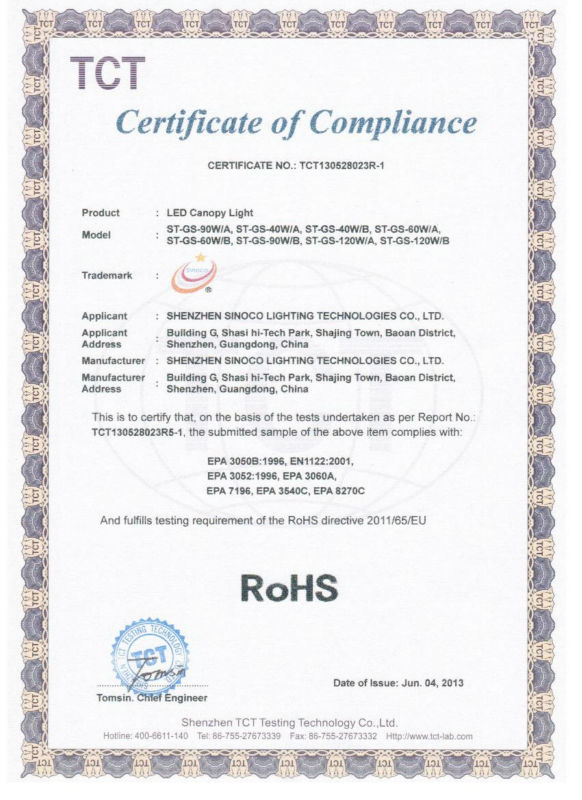 TCT
Certificate of Compliance
CERTIFICATE NO.: TCT130528023R-1
Product : LED Canopy Light
Model : ST-GS-90W/A, ST-GS-40W/A, ST-GS-40W/B, ST-GS-60W/A,
ST-GS-60W/B, ST-GS-90W/B, ST-GS-120W/A, ST-GS-120W/B
Trademark : SINOCO ®
Applicant : SHENZHEN SINOCO LIGHTING TECHNOLOGIES CO., LTD.
Applicant Address : Building G, Shasi hi-Tech Park, Shajing Town, Baoan District,
Shenzhen, Guangdong, China
Manufacturer : SHENZHEN SINOCO LIGHTING TECHNOLOGIES CO., LTD.
Manufacturer Address : Building G, Shasi hi-Tech Park, Shajing Town, Baoan District,
Shenzhen, Guangdong, China
This is to certify that, on the basis of the tests undertaken as per Report No.:
TCT130528023R5-1, the submitted sample of the above item complies with:
EPA 3050B:1996, EN1122:2001,
EPA 3052:1996, EPA 3060A,
EPA 7196, EPA 3540C, EPA 8270C
And fulfills testing requirement of the RoHS directive 2011/65/EU
RoHS
TCT TESTING TECHNOLOGY
TCT
Tomsin
Tomsin. Chief Engineer
Date of Issue: Jun. 04, 2013
Shenzhen TCT Testing Technology Co.,Ltd.
Hotline: 400-6611-140 Tel: 86-755-27673339 Fax: 86-755-27673332 Http://www.tct-lab.com